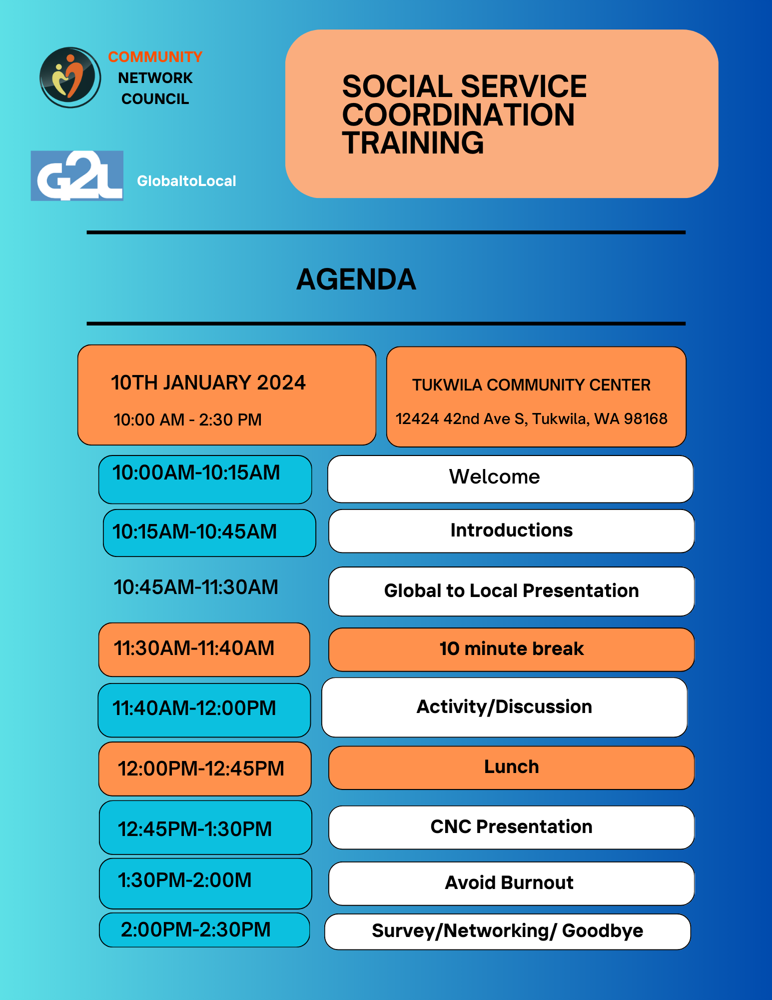 COMMUNITY
NETWORK
COUNCIL
SOCIAL SERVICE
COORDINATION
TRAINING
G2L
GlobaltoLocal
AGENDA
10TH JANUARY 2024
10:00 AM - 2:30 PM
TUKWILA COMMUNITY CENTER
12424 42nd Ave S, Tukwila, WA 98168
10:00AM-10:15AM
Welcome
10:15AM-10:45AM
Introductions
10:45AM-11:30AM
Global to Local Presentation
11:30AM-11:40AM
10 minute break
11:40AM-12:00PM
Activity/Discussion
12:00PM-12:45PM
Lunch
12:45PM-1:30PM
CNC Presentation
1:30PM-2:00M
Avoid Burnout
2:00PM-2:30PM
Survey/Networking/ Goodbye